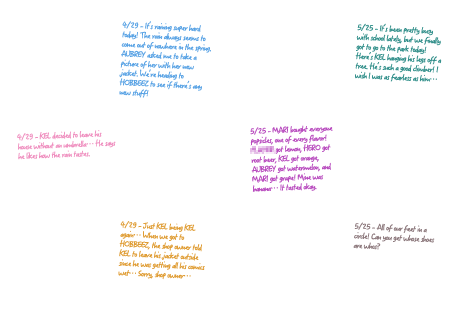 4/29 - It's raining super hard
today! The rain always seems to
come out of nowhere in the spring.
AUBREY asked me to take a
picture of her with her new
jacket. We're heading to
HOBBEEZ to see if there's any
new stuff!
4/29 - KEL decided to leave his
house without an umbrella... He says
he likes how the rain tastes.
4/29 - Just KEL being KEL
again... When we got to
HOBBEEZ, the shop owner told
KEL to leave his jacket outside
since he was getting all his comics
wet... Sorry, shop owner...
5/25 - It's been pretty busy
with school lately, but we finally
got to go to the park today!
Here's KEL hanging his legs off a
tree. He's such a good climber! I
wish I was as fearless as him...
5/25 - MARI bought everyone
popsicles, one of every flavor!
got lemon, HERO got
root beer, KEL got orange,
AUBREY got watermelon, and
MARI got grape! Mine was
banana... It tasted okay.
5/25 - All of our feet in a
circle! Can you get whose shoes
are whos?